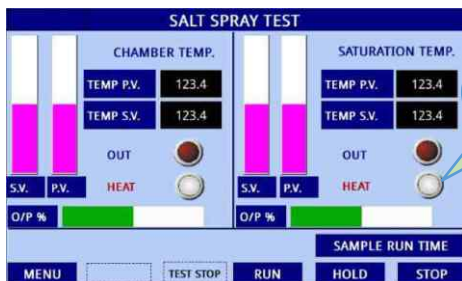 SALT SPRAY TEST
CHAMBER TEMP.
TEMP P.V. 123.4
TEMP S.V. 123.4
OUT
S.V. P.V. HEAT
O/P %
SATURATION TEMP.
TEMP P.V. 123.4
TEMP S.V. 123.4
OUT
S.V. P.V. HEAT
O/P %
SAMPLE RUN TIME
MENU TEST STOP RUN HOLD STOP